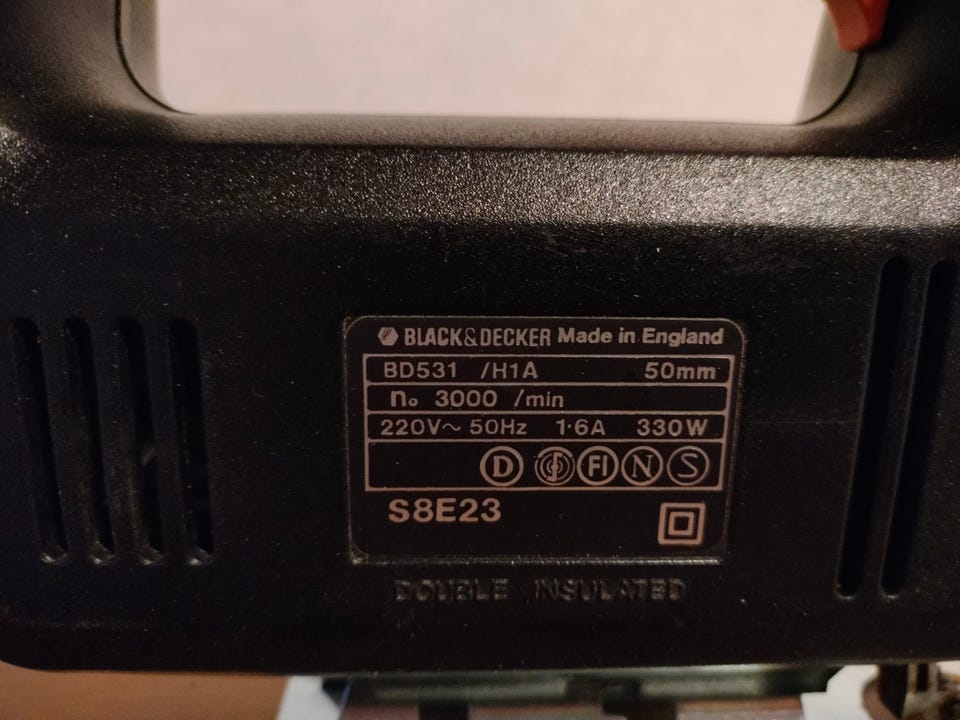 BLACK&DECKER Made in England
BD531 /H1A 50mm
no 3000 /min
220V~ 50Hz 1·6A 330W
D S FI N S
S8E23
DOUBLE INSULATED